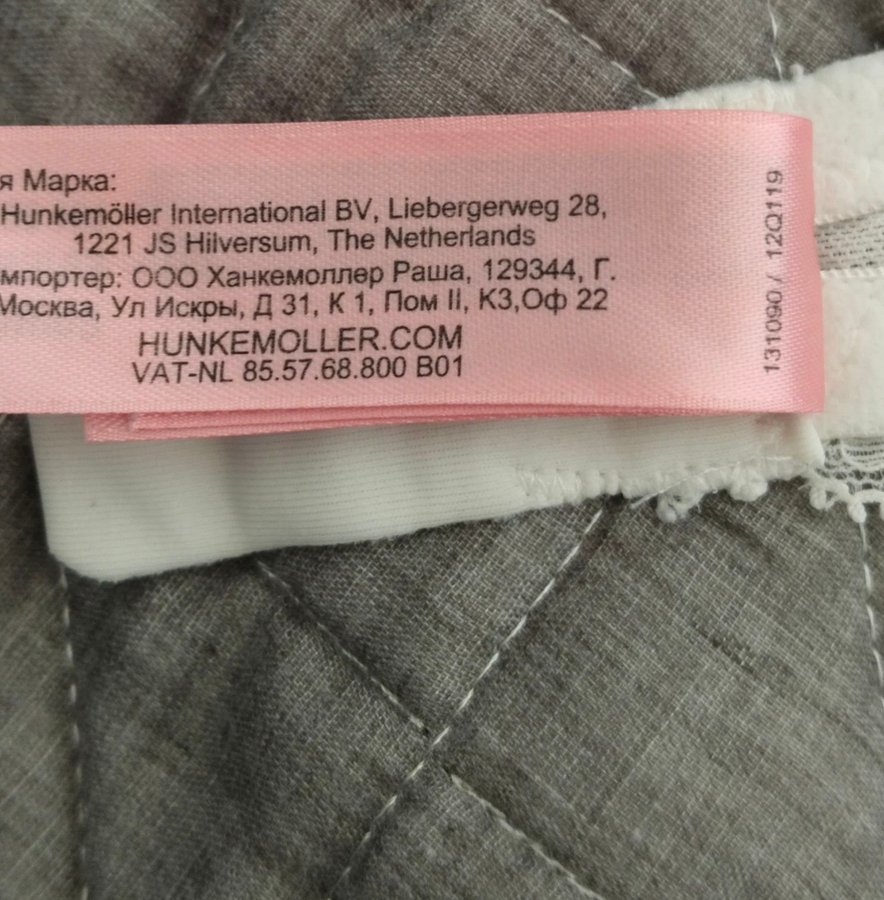 я Марка:
Hunkemöller International BV, Liebergerweg 28,
1221 JS Hilversum, The Netherlands
мпортер: ООО Ханкемоллер Раша, 129344, Г.
Москва, Ул Искры, Д 31, К 1, Пом II, К3,Оф 22
HUNKEMOLLER.COM
VAT-NL 85.57.68.800 B01
131090 / 12Q119